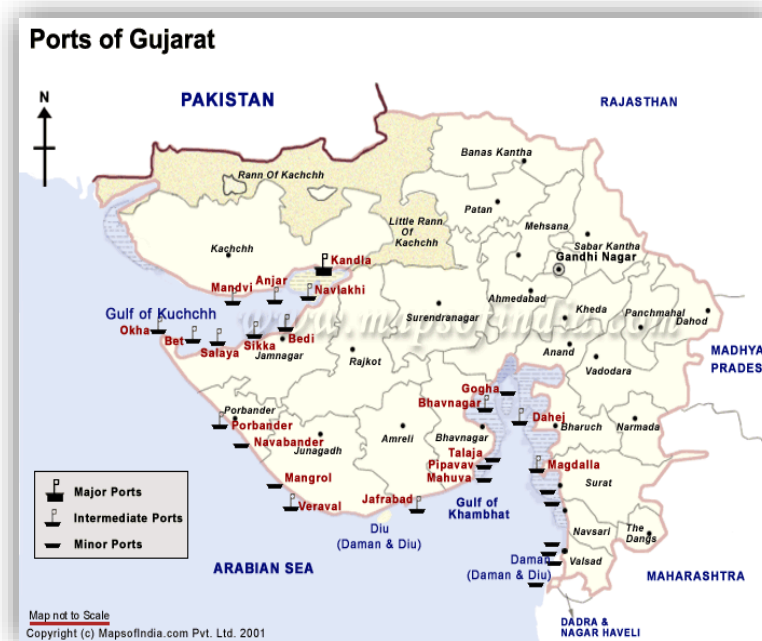 Ports of Gujarat
N
PAKISTAN
RAJASTHAN
Banas Kantha
Rann Of Kachchh
Patan
Little Rann
Of
Kachchh
Mehsana
Sabar Kantha
Kachchh
Gandhi Nagar
Kandla
Anjar
Mandvi
Navlakhi
Ahmedabad
Gulf of Kuchchh
Kheda
Panchmahal
Dahod
Surendranagar
www.mapsofindia.com
Okha
Bet
Salaya
Sikka
Bedi
Jamnagar
Rajkot
Anand
Vadodara
MADHYA
PRADES
Gogha
Bhavnagar
Dahej
Porbander
Porbander
Navabander
Junagadh
Amreli
Bhavnagar
Bharuch
Narmada
Talaja
Pipavav
Mahuva
Magdalla
Surat
Mangrol
Veraval
Jafrabad
Gulf of
Khambhat
Major Ports
Intermediate Ports
Minor Ports
Diu
(Daman & Diu)
Navsari
The
Dangs
Valsad
ARABIAN SEA
Daman
(Daman & Diu)
MAHARASHTRA
Map not to Scale
DADRA &
NAGAR HAVELI
Copyright (c) MapsofIndia.com Pvt. Ltd. 2001